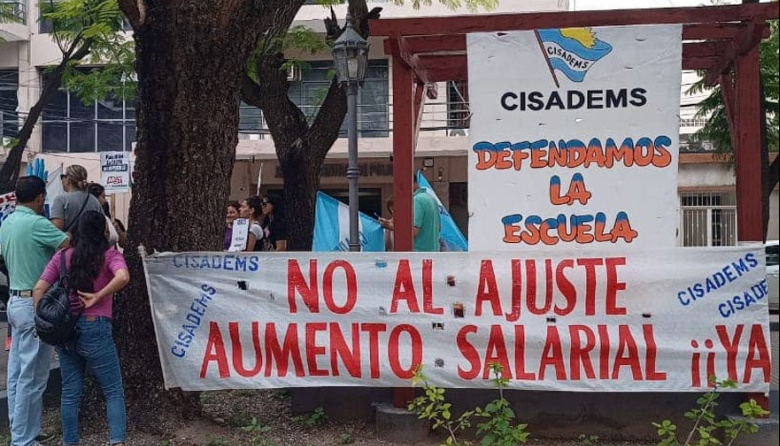 CISADEMS
CISADEMS
DEFENDAMOS
LA
ESCUELA
CISADEMS
CISADEMS
NO AL AJUSTE
AUMENTO SALARIAL ¡¡YA
CISADEMS
CISADE